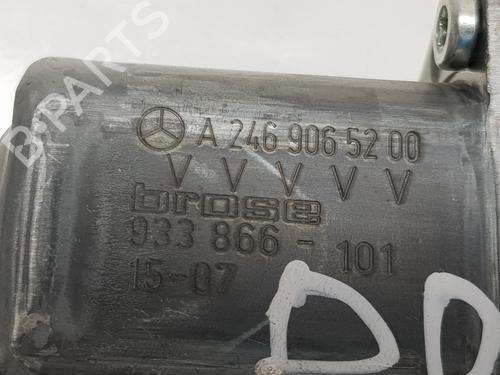 A 246 906 52 00
V V V V V
brose
933 866-101
15-07
DD
B-PARTS